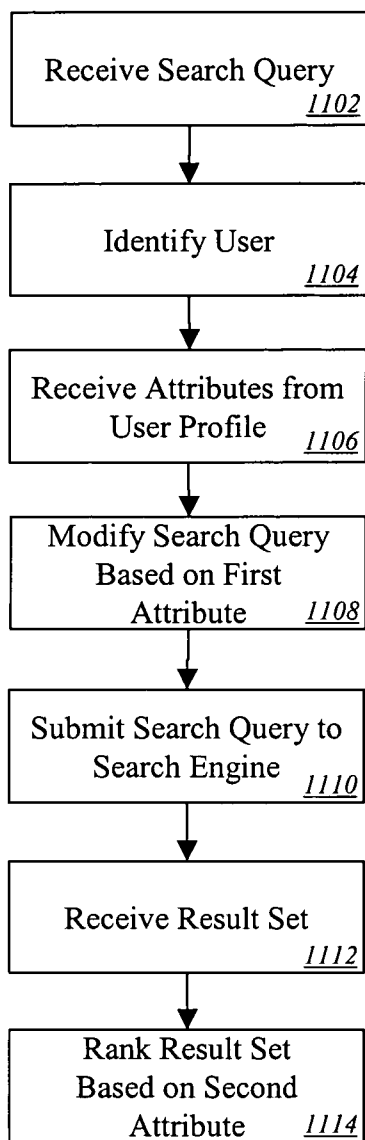 Receive Search Query
1102
Identify User
1104
Receive Attributes from
User Profile
1106
Modify Search Query
Based on First
Attribute
1108
Submit Search Query to
Search Engine
1110
Receive Result Set
1112
Rank Result Set
Based on Second
Attribute
1114